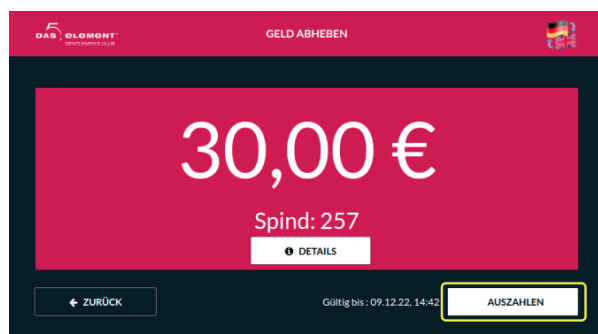 DAS 5 ELEMENT
GENTLEMEN'S CLUB
GELD ABHEBEN
30,00 €
Spind: 257
DETAILS
ZURÜCK
Gültig bis : 09.12.22, 14:42
AUSZAHLEN